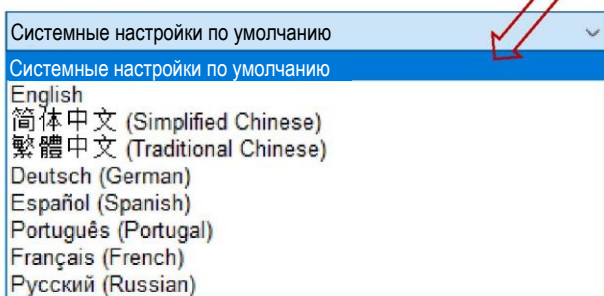 Системные настройки по умолчанию
Системные настройки по умолчанию
English
简体中文 (Simplified Chinese)
繁體中文 (Traditional Chinese)
Deutsch (German)
Español (Spanish)
Português (Portugal)
Français (French)
Русский (Russian)